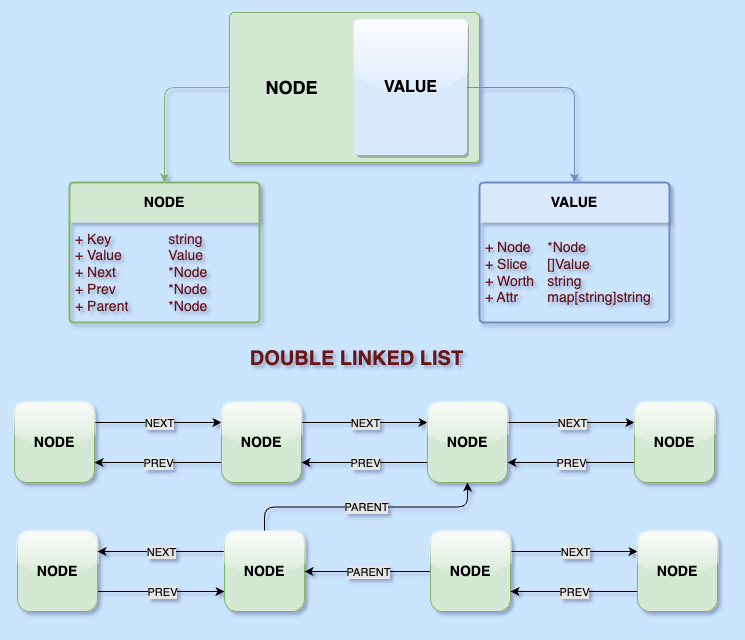 NODE VALUE
NODE
+ Key string
+ Value Value
+ Next *Node
+ Prev *Node
+ Parent *Node
VALUE
+ Node *Node
+ Slice []Value
+ Worth string
+ Attr map[string]string
DOUBLE LINKED LIST
NEXT NEXT NEXT
NODE NODE NODE NODE
PREV PREV PREV
PARENT
NEXT NEXT
NODE NODE PARENT NODE NODE
PREV PREV